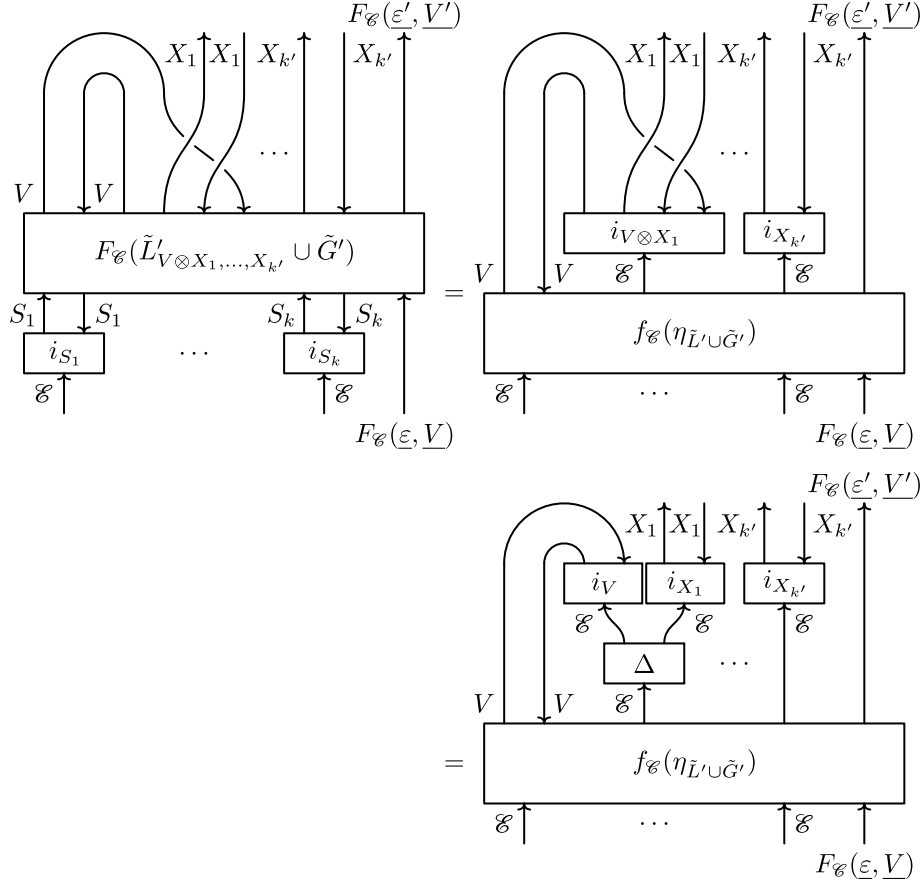 F_𝒞(ε′, V′) F_𝒞(ε′, V′)
X_1 X_1 X_{k′} X_{k′} X_1 X_1 X_{k′} X_{k′}
… …
V V
F_𝒞(L̃′_{V⊗X_1,…,X_{k′}} ∪ G̃′) i_{V⊗X_1} i_{X_{k′}}
V V ℰ ℰ
=
S_1 S_1 S_k S_k
i_{S_1} … i_{S_k} f_𝒞(η_{L̃′∪G̃′})
ℰ ℰ ℰ … ℰ
F_𝒞(ε, V) F_𝒞(ε, V)
F_𝒞(ε′, V′)
X_1 X_1 X_{k′} X_{k′}
i_V i_{X_1} i_{X_{k′}}
ℰ ℰ ℰ
Δ …
V V ℰ
= f_𝒞(η_{L̃′∪G̃′})
ℰ … ℰ
F_𝒞(ε, V)